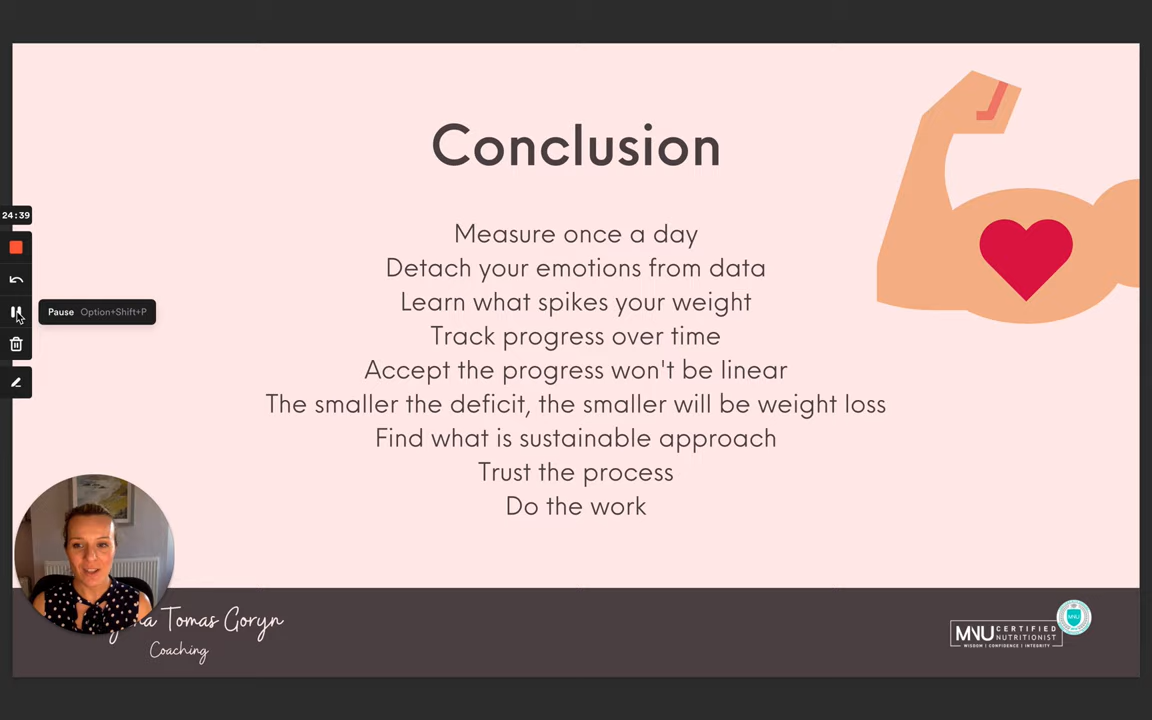 Conclusion
24:39
Measure once a day
Detach your emotions from data
Learn what spikes your weight
Pause Option+Shift+P
Track progress over time
Accept the progress won't be linear
The smaller the deficit, the smaller will be weight loss
Find what is sustainable approach
Trust the process
Do the work
Tomas Goryn
Coaching
MNU CERTIFIED
NUTRITIONIST
WISDOM | CONFIDENCE | INTEGRITY
MNU